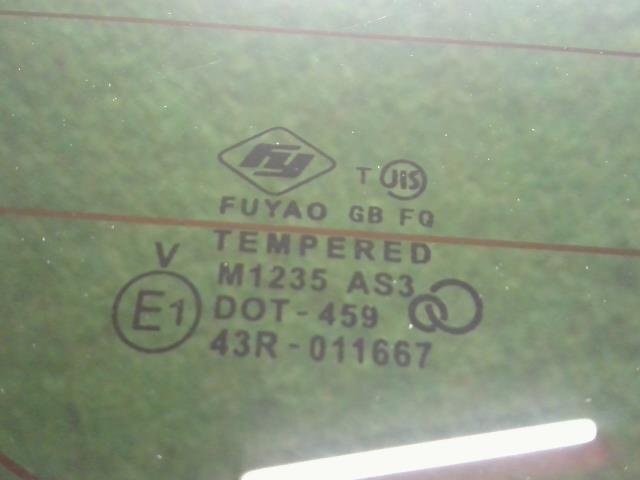 fy
T JIS
FUYAO GB FQ
TEMPERED
V
M1235 AS3
E1
DOT-459
43R-011667